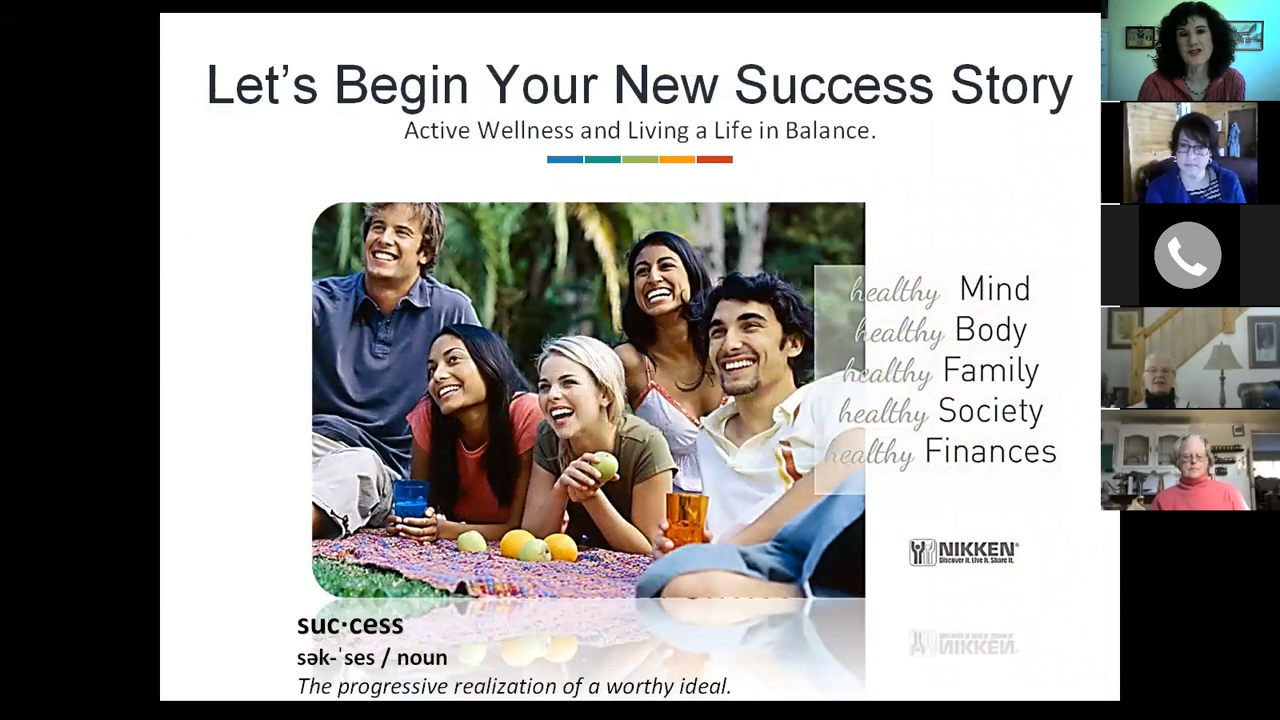 Let's Begin Your New Success Story
Active Wellness and Living a Life in Balance.
healthy Mind
healthy Body
healthy Family
healthy Society
healthy Finances
NIKKEN®
Discover It. Live It. Share It.
suc·cess
sək-ˈses / noun
The progressive realization of a worthy ideal.